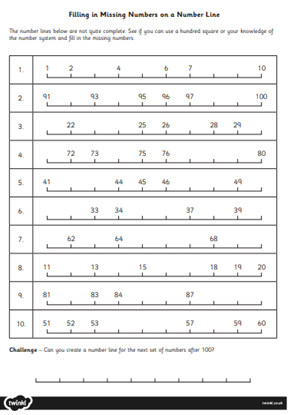 Filling in Missing Numbers on a Number Line
The number lines below are not quite complete. See if you can use a hundred square or your knowledge of
the number system and fill in the missing numbers.
1. 1 2 4 6 7 10
2. 91 93 95 96 97 100
3. 22 25 26 28 29
4. 72 73 75 76 80
5. 41 44 45 46 49
6. 33 34 37 39
7. 62 64 68
8. 11 13 15 18 19 20
9. 81 83 84 87
10. 51 52 53 57 59 60
Challenge – Can you create a number line for the next set of numbers after 100?
twinkl
twinkl.co.uk